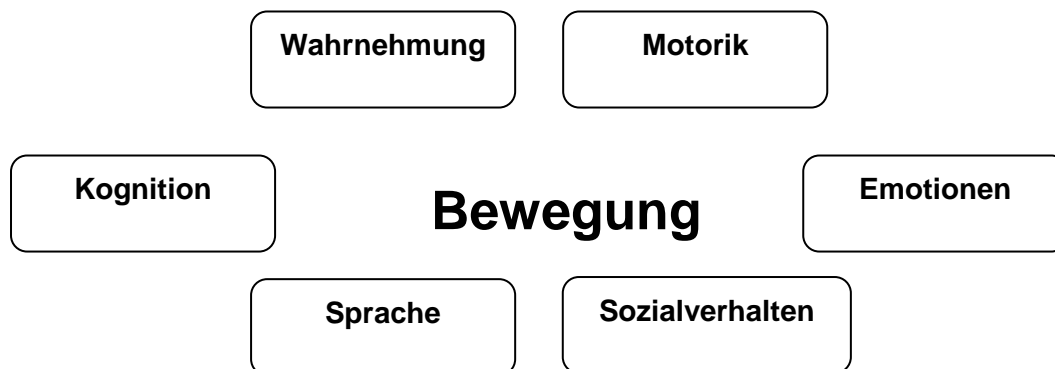 Wahrnehmung
Motorik
Kognition
Bewegung
Emotionen
Sprache
Sozialverhalten